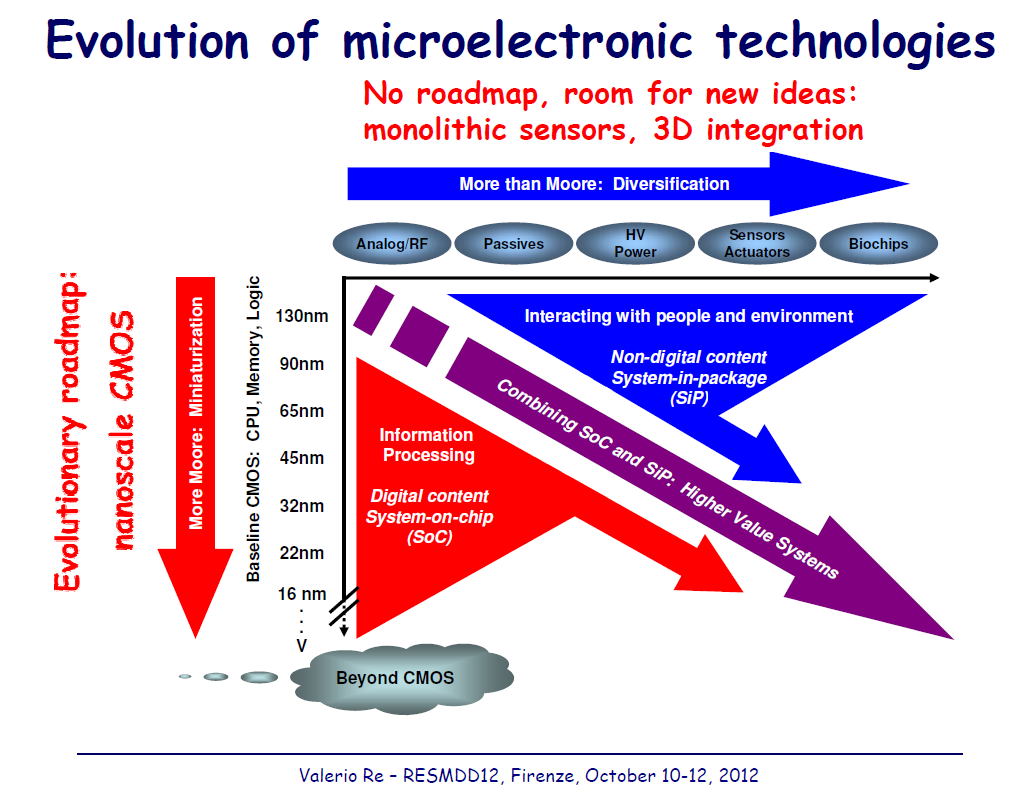 Evolution of microelectronic technologies
No roadmap, room for new ideas:
monolithic sensors, 3D integration
More than Moore: Diversification
Analog/RF
Passives
HV
Power
Sensors
Actuators
Biochips
Evolutionary roadmap:
nanoscale CMOS
More Moore: Miniaturization
Baseline CMOS: CPU, Memory, Logic
130nm
90nm
65nm
45nm
32nm
22nm
16 nm
V
Interacting with people and environment
Non-digital content
System-in-package
(SiP)
Combining SoC and SiP: Higher Value Systems
Information
Processing
Digital content
System-on-chip
(SoC)
Beyond CMOS
Valerio Re – RESMDD12, Firenze, October 10-12, 2012